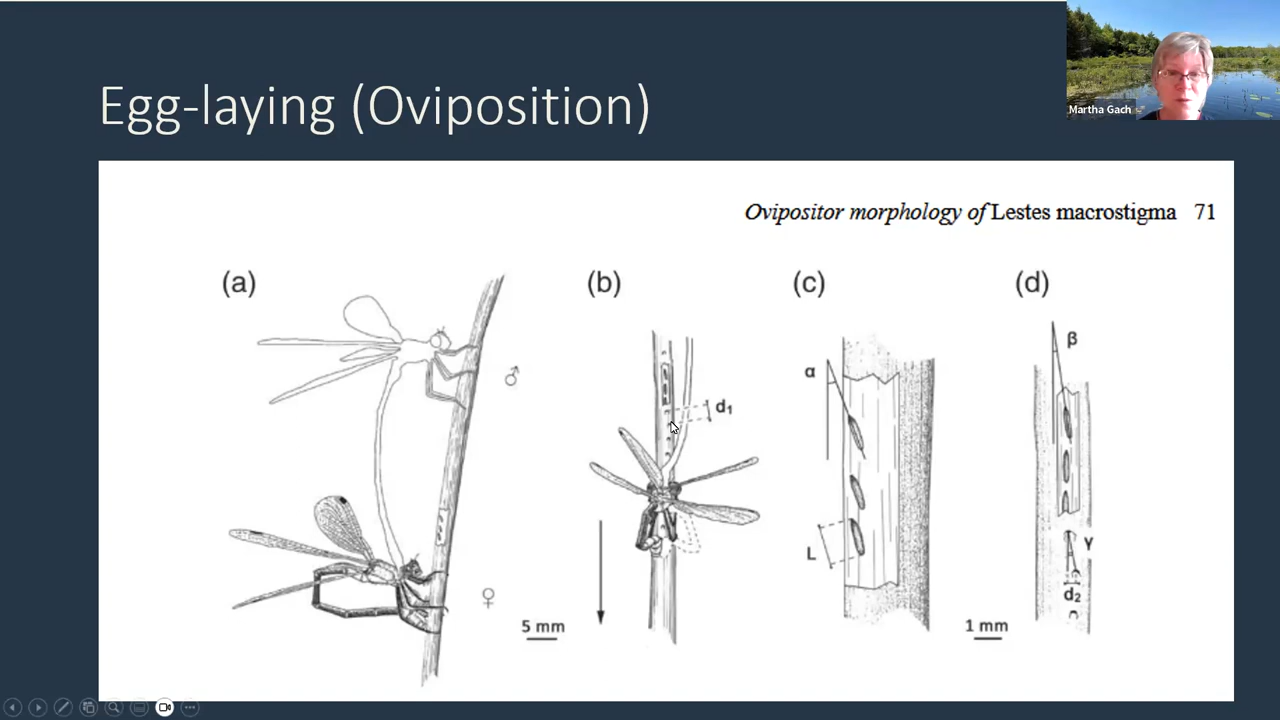 Martha Gach
Egg-laying (Oviposition)
Ovipositor morphology of Lestes macrostigma 71
(a)
(b)
(c)
(d)
♂
♀
5 mm
d1
α
L
1 mm
β
γ
d2